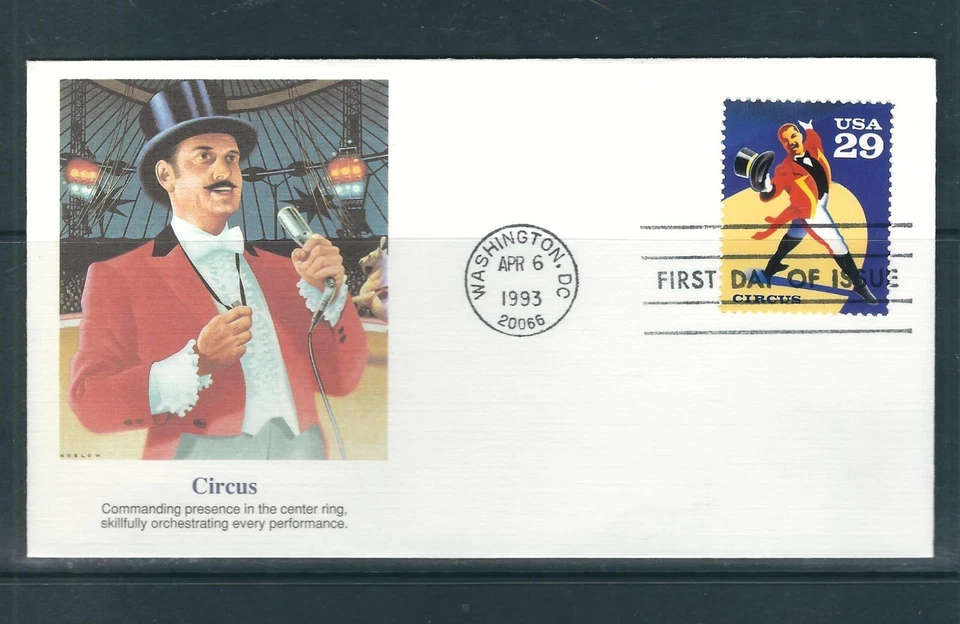 KOSLOW
Circus
Commanding presence in the center ring,
skillfully orchestrating every performance.
WASHINGTON, DC
APR 6
1993
20066
USA
29
FIRST DAY OF ISSUE
CIRCUS